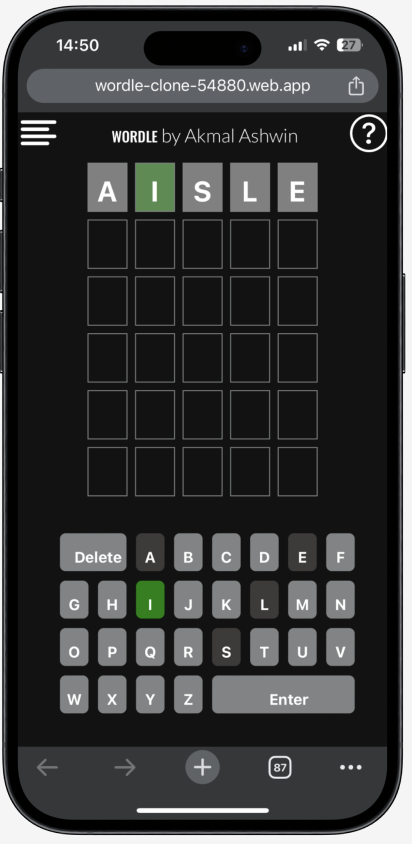 14:50 27
wordle-clone-54880.web.app
WORDLE by Akmal Ashwin ?
A I S L E
Delete A B C D E F
G H I J K L M N
O P Q R S T U V
W X Y Z Enter
87